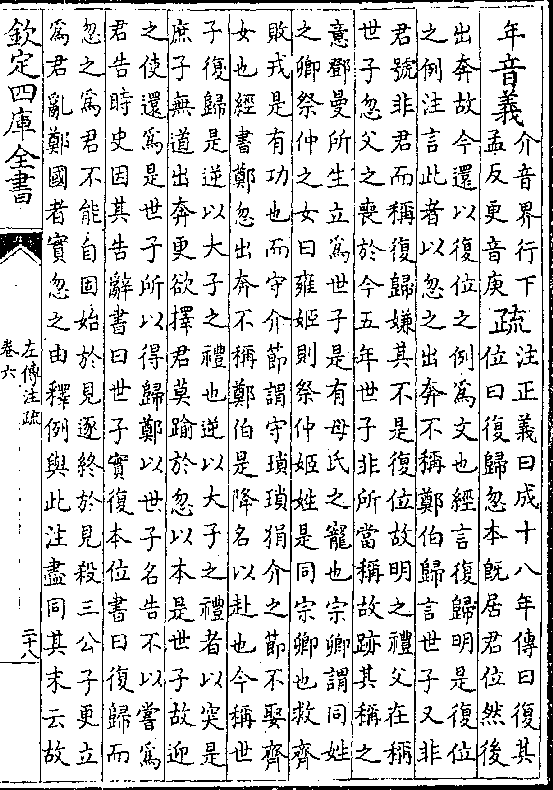 年音義介音界行下孟反更音庚疏注正義曰成十八年傳曰復其位曰復歸忽本既居君位然後
出奔故今還以復位之例為文也經言復歸明是復位
之例注言此者以忽之出奔不稱鄭伯歸言世子又非
君號非君而稱復歸嫌其不是復位故明之禮父在稱
世子忽父之喪於今五年世子非所當稱故跡其稱之
意鄧曼所生立為世子是有母氏之寵也宗卿謂同姓
之卿祭仲之女曰雍姬則祭仲姬姓是同宗卿也救齊
敗戎是有功也而守介節謂守瑣瑣狷介之節不娶齊
女也經書鄭忽出奔不稱鄭伯是降名以赴也今稱世
子復歸是逆以大子之禮也逆以大子之禮者以突是
庶子無道出奔更欲擇君莫踰於忽以本是世子故迎
之使還為是世子所以得歸鄭以世子名告不以嘗為
君告時史因其告辭書曰世子實復本位書曰復歸而
忽之為君不能自固始於見逐終於見殺三公子更立
為君亂鄭國者實忽之由釋例與此注盡同其末云故
欽定四庫全書
左傳注疏
卷六
二十八